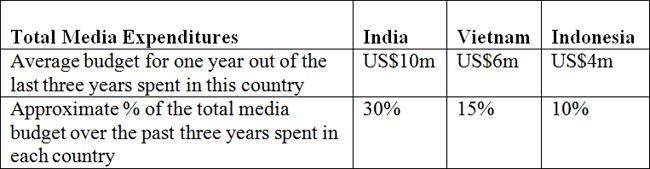 Total Media Expenditures India Vietnam Indonesia
Average budget for one year out of the US$10m US$6m US$4m
last three years spent in this country
Approximate % of the total media 30% 15% 10%
budget over the past three years spent in
each country